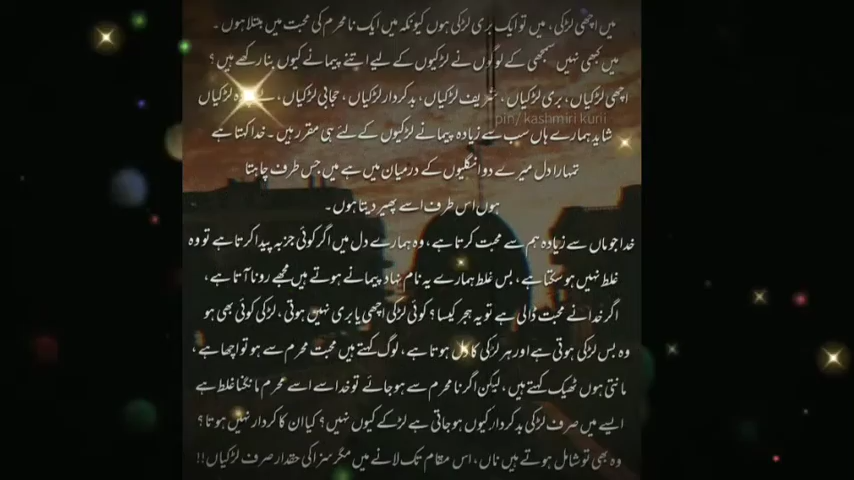 میں اچھی لڑکی، میں تو ایک بری لڑکی ہوں کیونکہ میں ایک نامحرم کی محبت میں مبتلا ہوں۔
میں کبھی نہیں سمجھی کے لوگوں نے لڑکیوں کے لیے اتنے پیمانے کیوں بنا رکھے ہیں؟
اچھی لڑکیاں، بری لڑکیاں، شریف لڑکیاں، بدکردار لڑکیاں، حجابی لڑکیاں، لڑکیاں
pin/ kashmiri kurii
شاید ہمارے ہاں سب سے زیادہ پیمانے لڑکیوں کے لئے ہی مقرر ہیں۔ خدا کہتا ہے
تمہارا دل میرے دو انگلیوں کے درمیان میں ہے میں جس طرف چاہتا
ہوں اس طرف اسے پھیر دیتا ہوں۔
خدا جو ماں سے زیادہ ہم سے محبت کرتا ہے، وہ ہمارے دل میں اگر کوئی جزبہ پیدا کرتا ہے تو وہ
غلط نہیں ہو سکتا ہے، بس غلط ہمارے یہ نام نہاد پیمانے ہوتے ہیں مجھے رونا آتا ہے،
اگر خدا نے محبت ڈالی ہے تو یہ ہجر کیسا؟ کوئی لڑکی اچھی یا بری نہیں ہوتی، لڑکی کوئی بھی ہو
وہ بس لڑکی ہوتی ہے اور ہر لڑکی کا دل ہوتا ہے، لوگ کہتے ہیں محبت محرم سے ہو تو اچھا ہے،
مانتی ہوں ٹھیک کہتے ہیں، لیکن اگر نامحرم سے ہو جائے تو خدا سے اسے محرم مانگنا غلط ہے
ایسے میں صرف لڑکی بدکردار کیوں ہو جاتی ہے لڑکے کیوں نہیں؟ کیا ان کا کردار نہیں ہوتا؟
وہ بھی تو شامل ہوتے ہیں ناں، اس مقام تک لانے میں مگر سزا کی حقدار صرف لڑکیاں!!